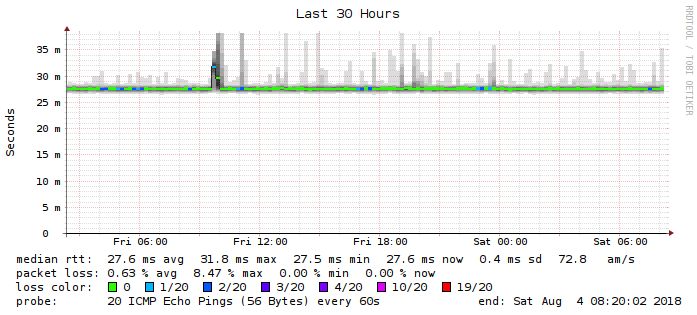 Last 30 Hours
RRDTOOL / TOBI OETIKER
Seconds
35 m
30 m
25 m
20 m
15 m
10 m
5 m
0
Fri 06:00 Fri 12:00 Fri 18:00 Sat 00:00 Sat 06:00
median rtt: 27.6 ms avg 31.8 ms max 27.5 ms min 27.6 ms now 0.4 ms sd 72.8 am/s
packet loss: 0.63 % avg 8.47 % max 0.00 % min 0.00 % now
loss color: 0 1/20 2/20 3/20 4/20 10/20 19/20
probe: 20 ICMP Echo Pings (56 Bytes) every 60s end: Sat Aug 4 08:20:02 2018